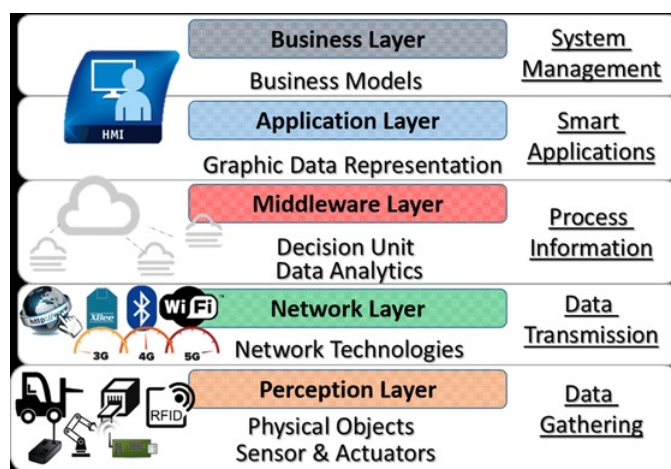 Business Layer
Business Models
System
Management
HMI
Application Layer
Graphic Data Representation
Smart
Applications
Middleware Layer
Decision Unit
Data Analytics
Process
Information
http://www
XBee
WiFi
Network Layer
3G
4G
5G
Network Technologies
Data
Transmission
RFID
Perception Layer
Physical Objects
Sensor & Actuators
Data
Gathering